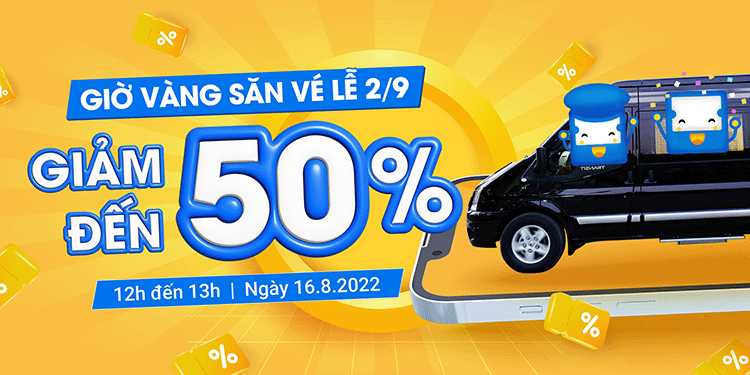 GIỜ VÀNG SĂN VÉ LỄ 2/9
GIẢM
ĐẾN
50%
12h đến 13h | Ngày 16.8.2022
%
%
%
%
%